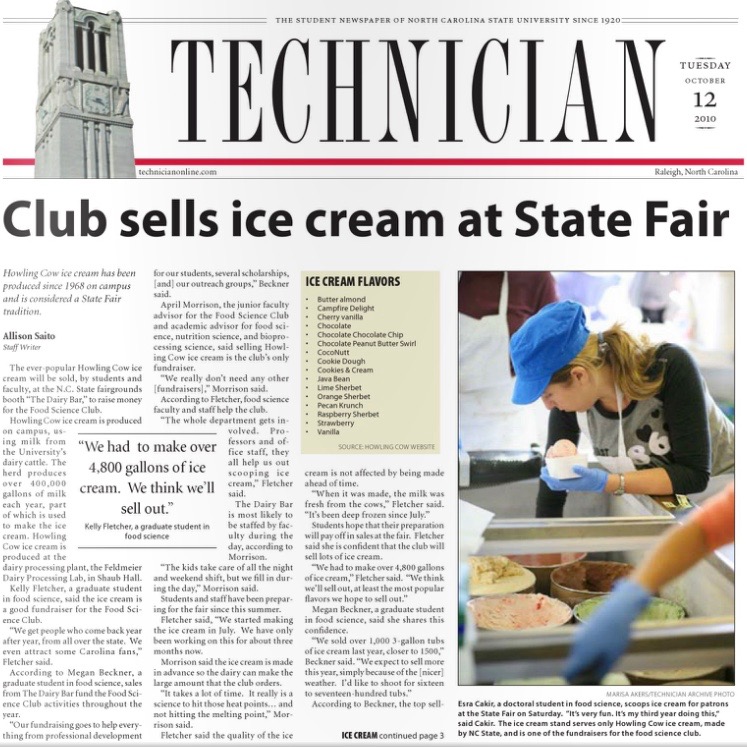 THE STUDENT NEWSPAPER OF NORTH CAROLINA STATE UNIVERSITY SINCE 1920
TECHNICIAN
TUESDAY
OCTOBER
12
2010
technicianonline.com
Raleigh, North Carolina
Club sells ice cream at State Fair
Howling Cow ice cream has been
produced since 1968 on campus
and is considered a State Fair
tradition.
Allison Saito
Staff Writer
The ever-popular Howling Cow ice
cream will be sold, by students and
faculty, at the N.C. State fairgrounds
booth “The Dairy Bar,” to raise money
for the Food Science Club.
Howling Cow ice cream is produced
on campus, us-
ing milk from
the University’s
dairy cattle. The
herd produces
over 400,000
gallons of milk
each year, part
of which is used
to make the ice
cream. Howling
Cow ice cream is
produced at the
dairy processing plant, the Feldmeier
Dairy Processing Lab, in Shaub Hall.
Kelly Fletcher, a graduate student
in food science, said the ice cream is
a good fundraiser for the Food Sci-
ence Club.
“We get people who come back year
after year, from all over the state. We
even attract some Carolina fans,”
Fletcher said.
According to Megan Beckner, a
graduate student in food science, sales
from The Dairy Bar fund the Food Sci-
ence Club activities throughout the
year.
“Our fundraising goes to help every-
thing from professional development
“We had to make over
4,800 gallons of ice
cream. We think we’ll
sell out.”
Kelly Fletcher, a graduate student in
food science
for our students, several scholarships,
[and] our outreach groups,” Beckner
said.
April Morrison, the junior faculty
advisor for the Food Science Club
and academic advisor for food sci-
ence, nutrition science, and biopro-
cessing science, said selling Howl-
ing Cow ice cream is the club’s only
fundraiser.
“We really don’t need any other
[fundraisers],” Morrison said.
According to Fletcher, food science
faculty and staff help the club.
“The whole department gets in-
volved. Pro-
fessors and of-
fice staff, they
all help us out
scooping ice
cream,” Fletcher
said.
The Dairy Bar
is most likely to
be staffed by fac-
ulty during the
day, according to
Morrison.
“The kids take care of all the night
and weekend shift, but we fill in dur-
ing the day,” Morrison said.
Students and staff have been prepar-
ing for the fair since this summer.
Fletcher said, “We started making
the ice cream in July. We have only
been working on this for about three
months now.
Morrison said the ice cream is made
in advance so the dairy can make the
large amount that the club orders.
“It takes a lot of time. It really is a
science to hit those heat points… and
not hitting the melting point,” Mor-
rison said.
Fletcher said the quality of the ice
ICE CREAM FLAVORS
• Butter almond
• Campfire Delight
• Cherry vanilla
• Chocolate
• Chocolate Chocolate Chip
• Chocolate Peanut Butter Swirl
• CocoNutt
• Cookie Dough
• Cookies & Cream
• Java Bean
• Lime Sherbet
• Orange Sherbet
• Pecan Krunch
• Raspberry Sherbet
• Strawberry
• Vanilla
SOURCE: HOWLING COW WEBSITE
cream is not affected by being made
ahead of time.
“When it was made, the milk was
fresh from the cows,” Fletcher said.
“It’s been deep frozen since July.”
Students hope that their preparation
will pay off in sales at the fair. Fletcher
said she is confident that the club will
sell lots of ice cream.
“We had to make over 4,800 gallons
of ice cream,” Fletcher said. “We think
we’ll sell out, at least the most popular
flavors we hope to sell out.”
Megan Beckner, a graduate student
in food science, said she shares this
confidence.
“We sold over 1,000 3-gallon tubs
of ice cream last year, closer to 1500,”
Beckner said. “We expect to sell more
this year, simply because of the [nicer]
weather. I’d like to shoot for sixteen
to seventeen-hundred tubs.”
According to Beckner, the top sell-
ICE CREAM continued page 3
MARISA AKERS/TECHNICIAN ARCHIVE PHOTO
Esra Cakir, a doctoral student in food science, scoops ice cream for patrons
at the State Fair on Saturday. “It’s very fun. It’s my third year doing this,”
said Cakir. The ice cream stand serves only Howling Cow ice cream, made
by NC State, and is one of the fundraisers for the food science club.